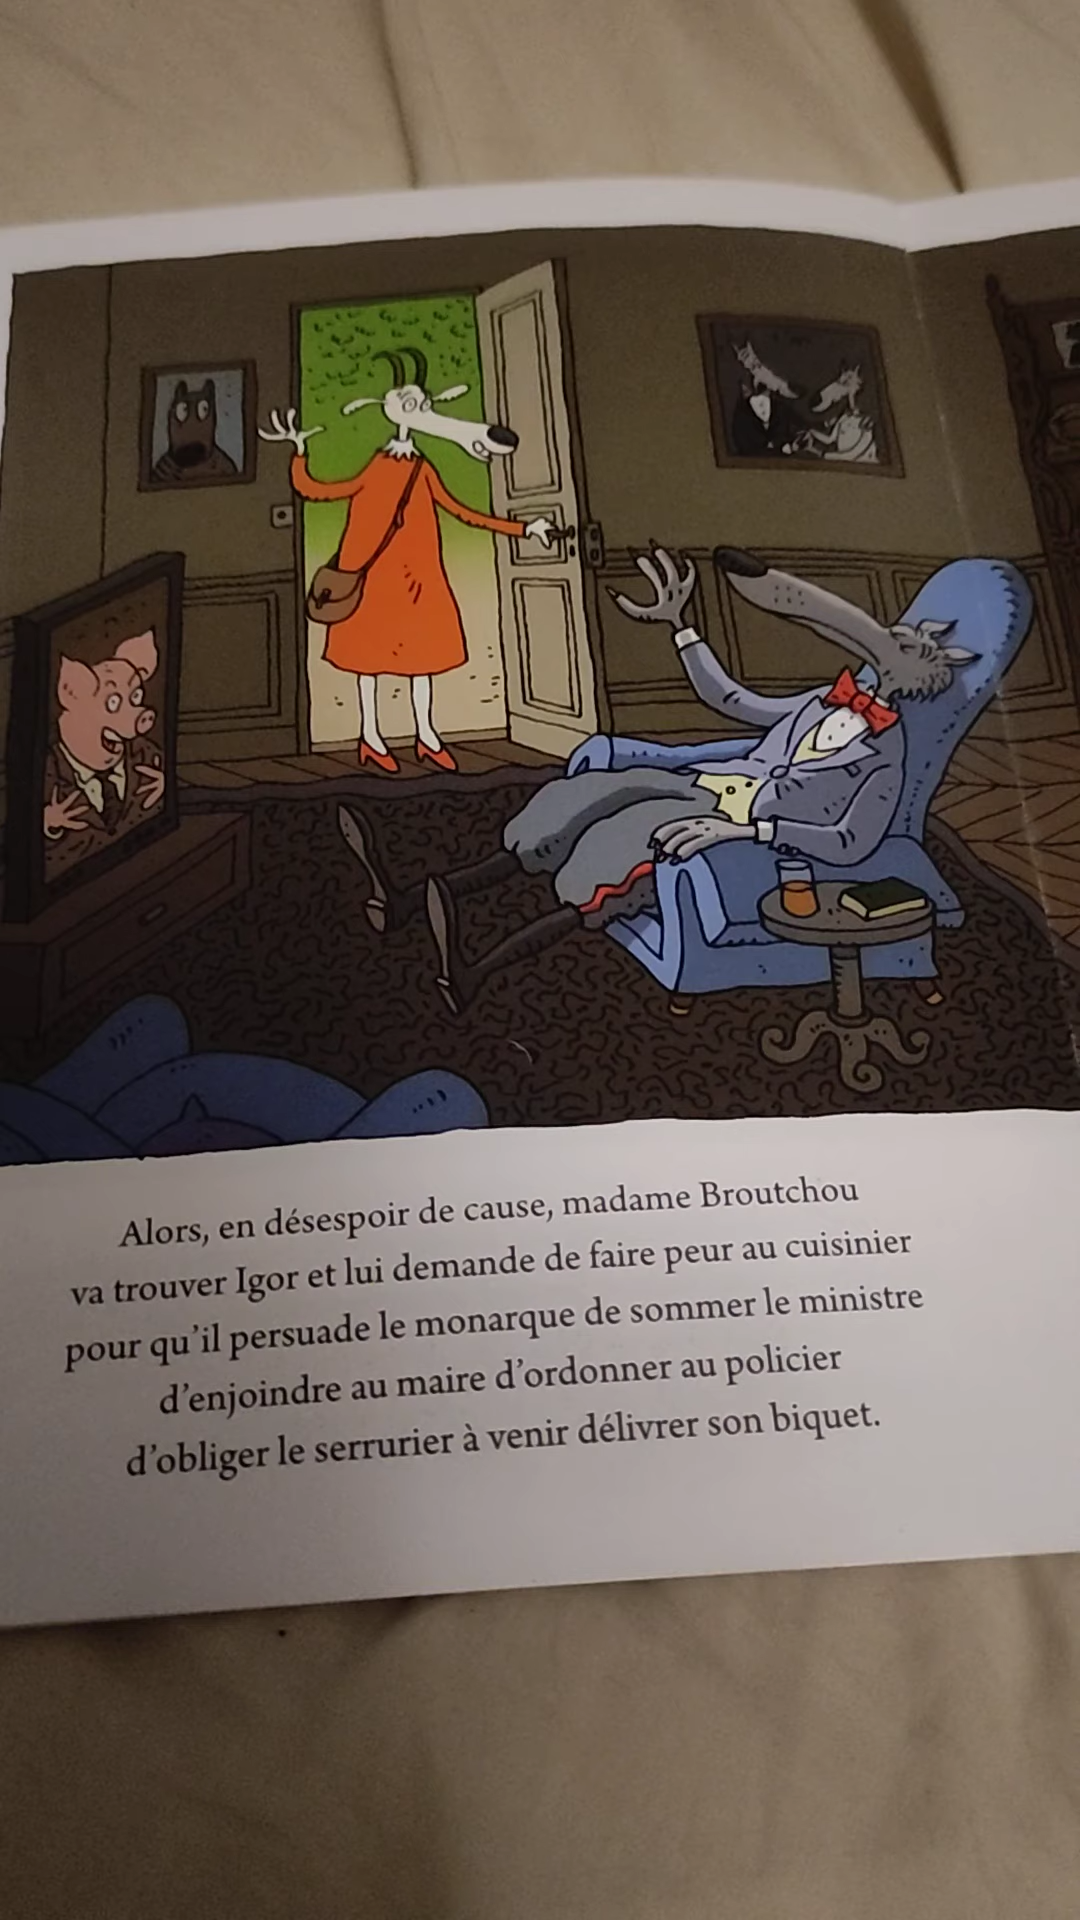 Alors, en désespoir de cause, madame Broutchou
va trouver Igor et lui demande de faire peur au cuisinier
pour qu'il persuade le monarque de sommer le ministre
d'enjoindre au maire d'ordonner au policier
d'obliger le serrurier à venir délivrer son biquet.